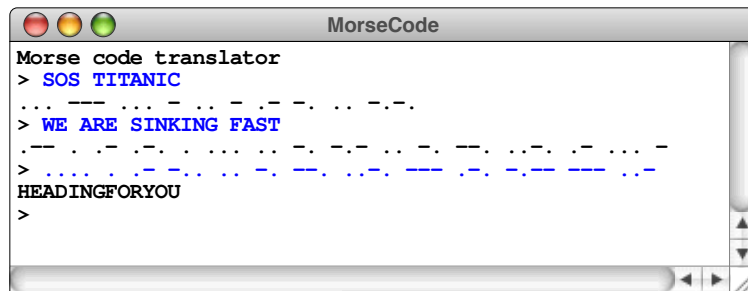 MorseCode
Morse code translator
> SOS TITANIC
... --- ... - .. - .- -. .. -.-.
> WE ARE SINKING FAST
.-- . .- .-. . ... .. -. -.- .. -. --. ..-. .- ... -
> .... . .- -.. .. -. --. ..-. --- .-. -.-- --- ..-
HEADINGFORYOU
>